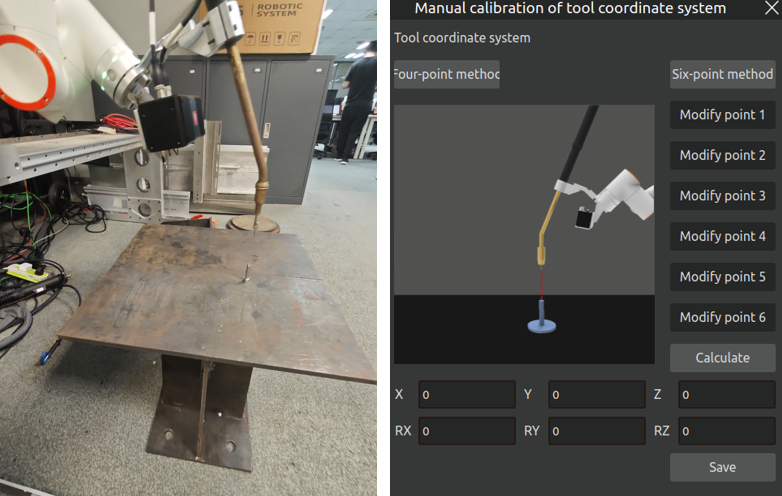 ROBOTIC
SYSTEM
Manual calibration of tool coordinate system
Tool coordinate system
Four-point method
Six-point method
Modify point 1
Modify point 2
Modify point 3
Modify point 4
Modify point 5
Modify point 6
Calculate
X 0 Y 0 Z 0
RX 0 RY 0 RZ 0
Save